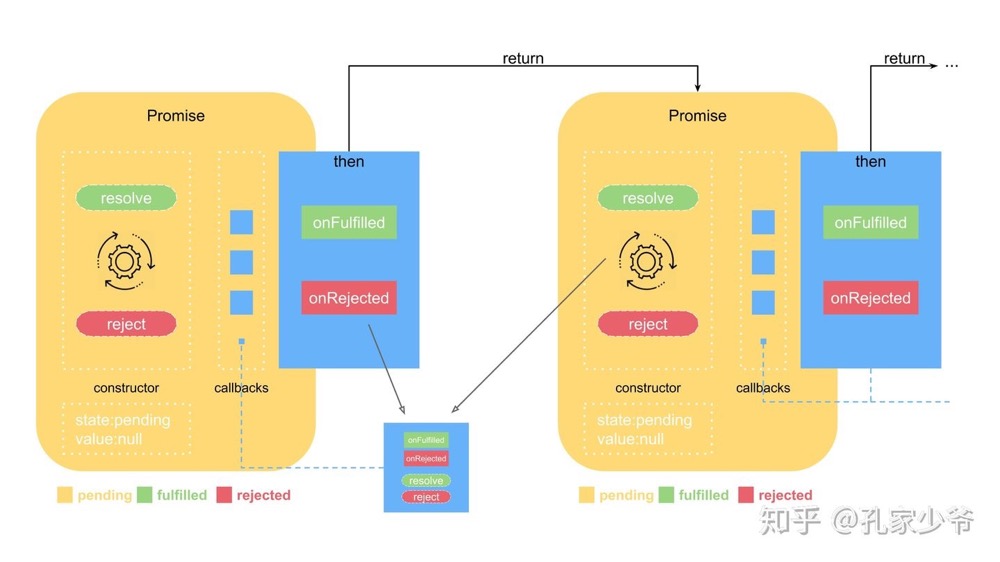 return
return ...
Promise
then
resolve
onFulfilled
onRejected
reject
constructor
callbacks
state:pending
value:null
pending fulfilled rejected
Promise
then
resolve
onFulfilled
onRejected
reject
constructor
callbacks
state:pending
value:null
pending fulfilled rejected
onFulfilled
onRejected
resolve
reject
知乎 @孔家少爷